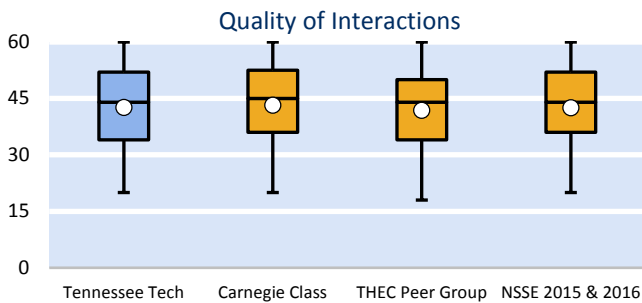 Quality of Interactions
60
45
30
15
0
Tennessee Tech Carnegie Class THEC Peer Group NSSE 2015 & 2016